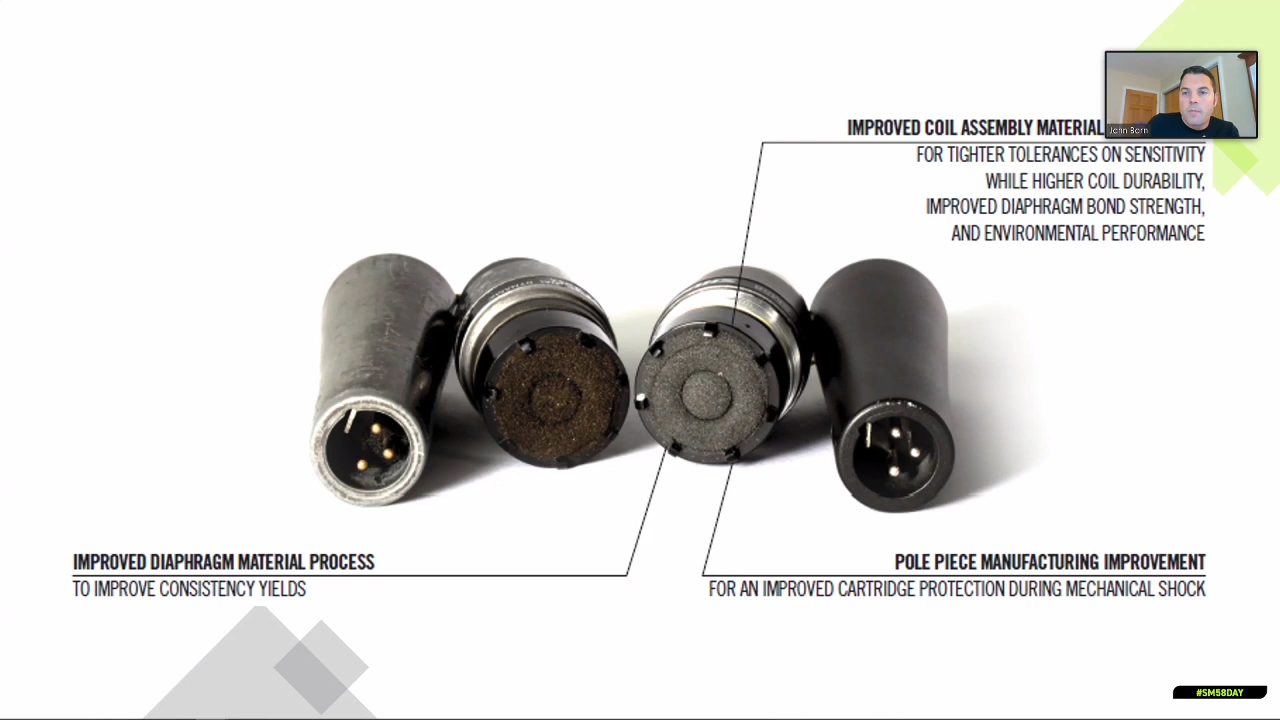 John Born
IMPROVED COIL ASSEMBLY MATERIAL
FOR TIGHTER TOLERANCES ON SENSITIVITY
WHILE HIGHER COIL DURABILITY,
IMPROVED DIAPHRAGM BOND STRENGTH,
AND ENVIRONMENTAL PERFORMANCE
IMPROVED DIAPHRAGM MATERIAL PROCESS
TO IMPROVE CONSISTENCY YIELDS
POLE PIECE MANUFACTURING IMPROVEMENT
FOR AN IMPROVED CARTRIDGE PROTECTION DURING MECHANICAL SHOCK
#SM58DAY